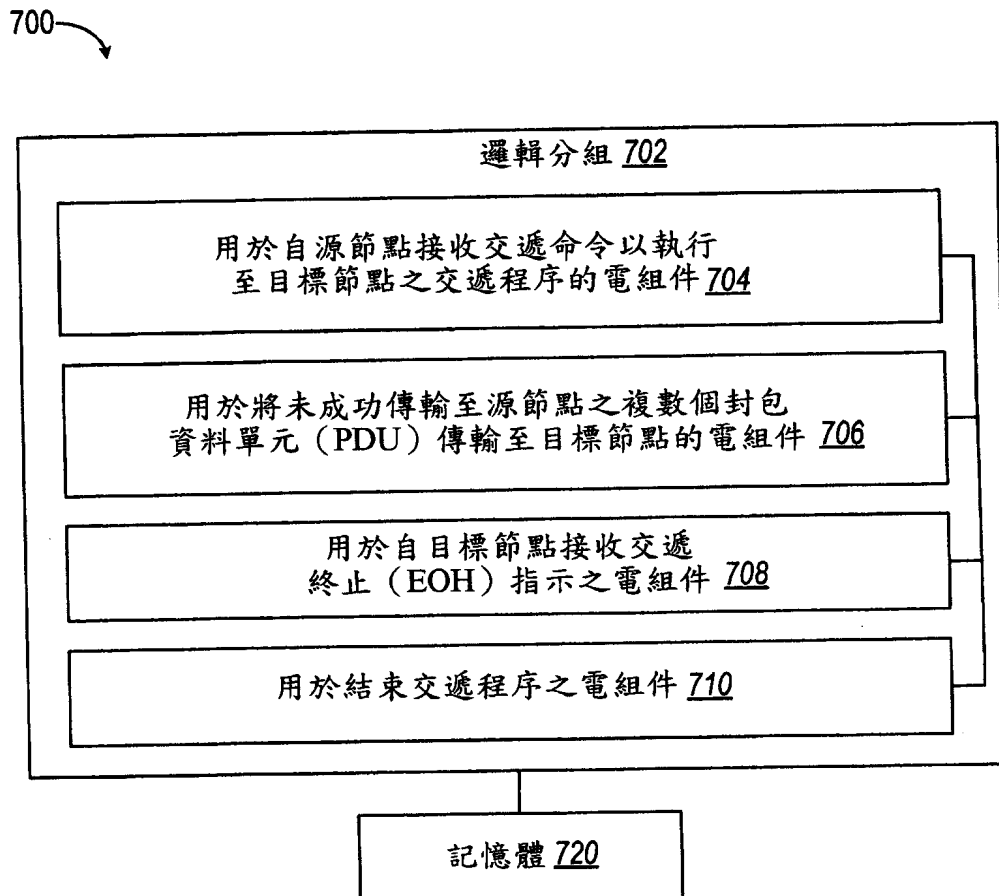 700
邏輯分組 702
用於自源節點接收交遞命令以執行
至目標節點之交遞程序的電組件 704
用於將未成功傳輸至源節點之複數個封包
資料單元（PDU）傳輸至目標節點的電組件 706
用於自目標節點接收交遞
終止（EOH）指示之電組件 708
用於結束交遞程序之電組件 710
記憶體 720